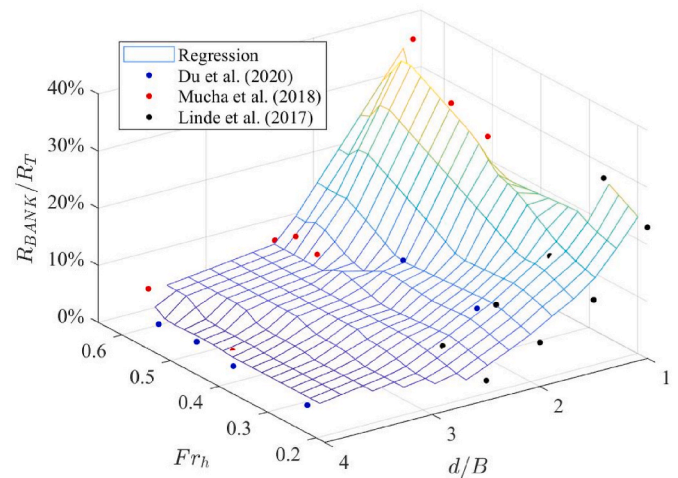 Regression
Du et al. (2020)
Mucha et al. (2018)
Linde et al. (2017)
40%
30%
20%
10%
0%
R_BANK/R_T
0.6
0.5
0.4
0.3
0.2
Fr_h
4
3
2
1
d/B